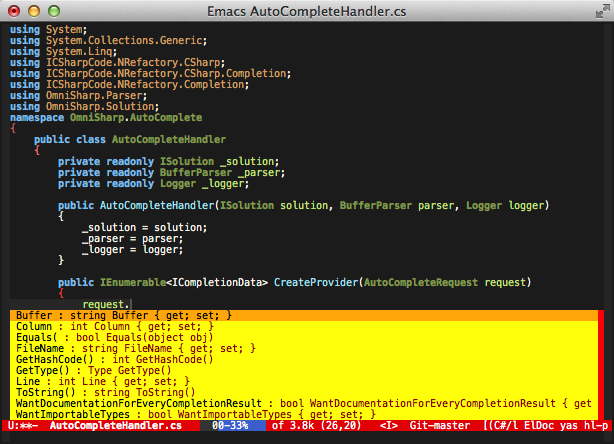 Emacs AutoCompleteHandler.cs
using System;
using System.Collections.Generic;
using System.Linq;
using ICSharpCode.NRefactory.CSharp;
using ICSharpCode.NRefactory.CSharp.Completion;
using ICSharpCode.NRefactory.Completion;
using OmniSharp.Parser;
using OmniSharp.Solution;
namespace OmniSharp.AutoComplete
{
    public class AutoCompleteHandler
    {
        private readonly ISolution _solution;
        private readonly BufferParser _parser;
        private readonly Logger _logger;
        public AutoCompleteHandler(ISolution solution, BufferParser parser, Logger logger)
        {
            _solution = solution;
            _parser = parser;
            _logger = logger;
        }
        public IEnumerable<ICompletionData> CreateProvider(AutoCompleteRequest request)
        {
            request.
Buffer : string Buffer { get; set; }
Column : int Column { get; set; }
Equals( : bool Equals(object obj)
FileName : string FileName { get; set; }
GetHashCode() : int GetHashCode()
GetType() : Type GetType()
Line : int Line { get; set; }
ToString() : string ToString()
WantDocumentationForEveryCompletionResult : bool WantDocumentationForEveryCompletionResult { get
WantImportableTypes : bool WantImportableTypes { get; set; }
U:**- AutoCompleteHandler.cs 00-33% of 3.8k (26,20) <I> Git-master [(C#/l ElDoc yas hl-p